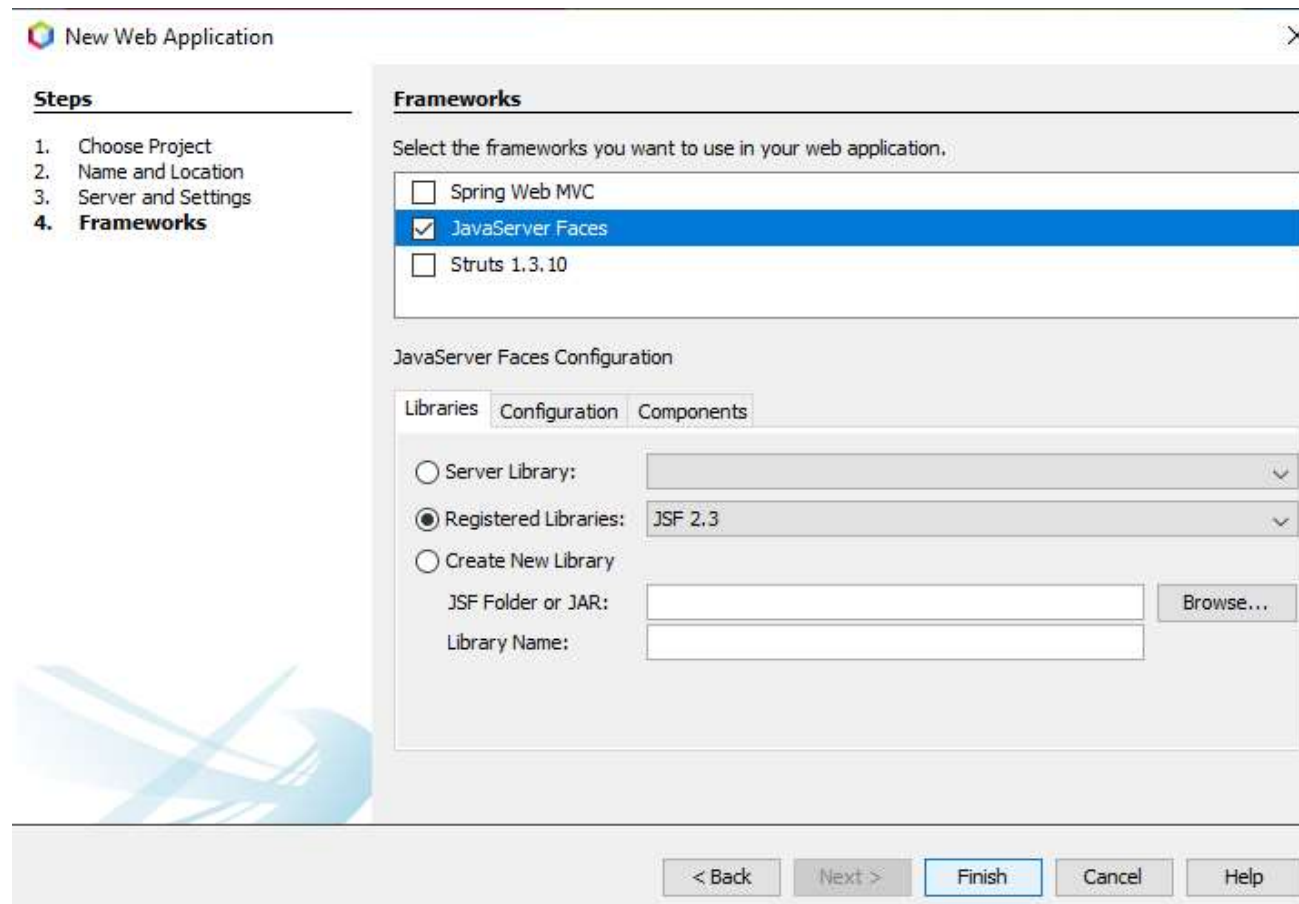 New Web Application
Steps
1. Choose Project
2. Name and Location
3. Server and Settings
4. Frameworks
Frameworks
Select the frameworks you want to use in your web application.
Spring Web MVC
JavaServer Faces
Struts 1.3.10
JavaServer Faces Configuration
Libraries Configuration Components
Server Library:
Registered Libraries: JSF 2.3
Create New Library
JSF Folder or JAR: Browse...
Library Name:
< Back Next > Finish Cancel Help